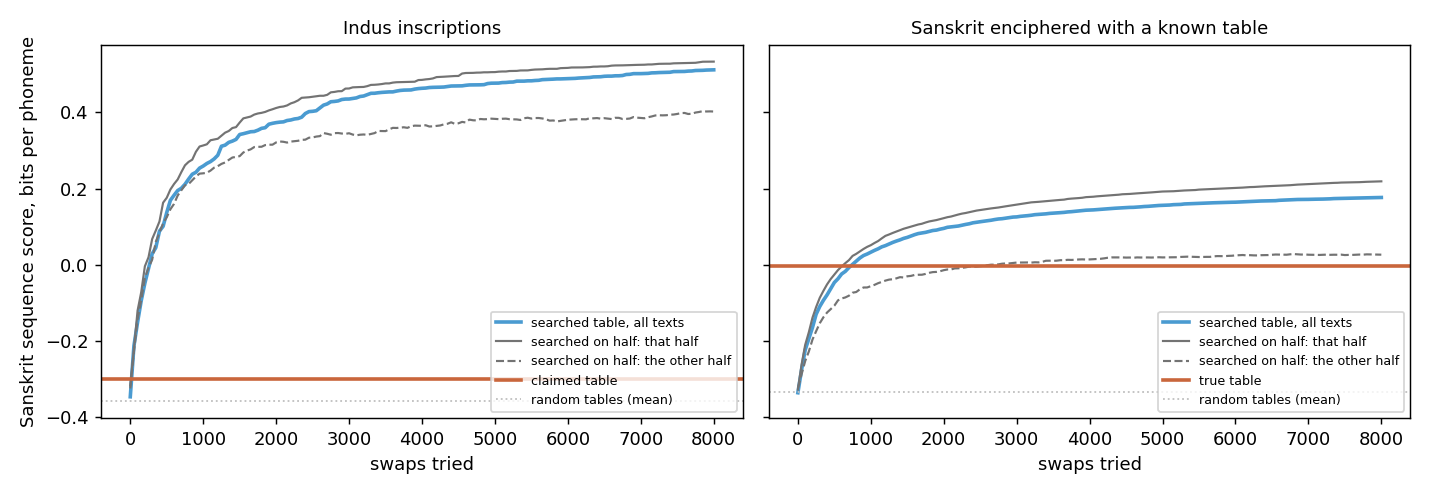 Indus inscriptions
Sanskrit sequence score, bits per phoneme
0.4
0.2
0.0
−0.2
−0.4
searched table, all texts
searched on half: that half
searched on half: the other half
claimed table
random tables (mean)
0 1000 2000 3000 4000 5000 6000 7000 8000
swaps tried
Sanskrit enciphered with a known table
searched table, all texts
searched on half: that half
searched on half: the other half
true table
random tables (mean)
0 1000 2000 3000 4000 5000 6000 7000 8000
swaps tried